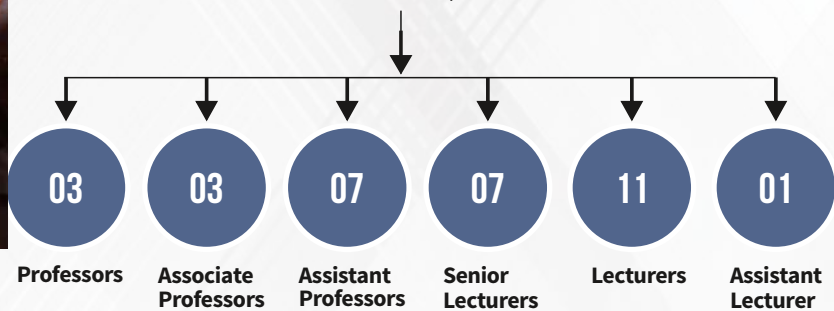 03 03 07 07 11 01
Professors Associate Assistant Senior Lecturers Assistant
Professors Professors Lecturers Lecturer